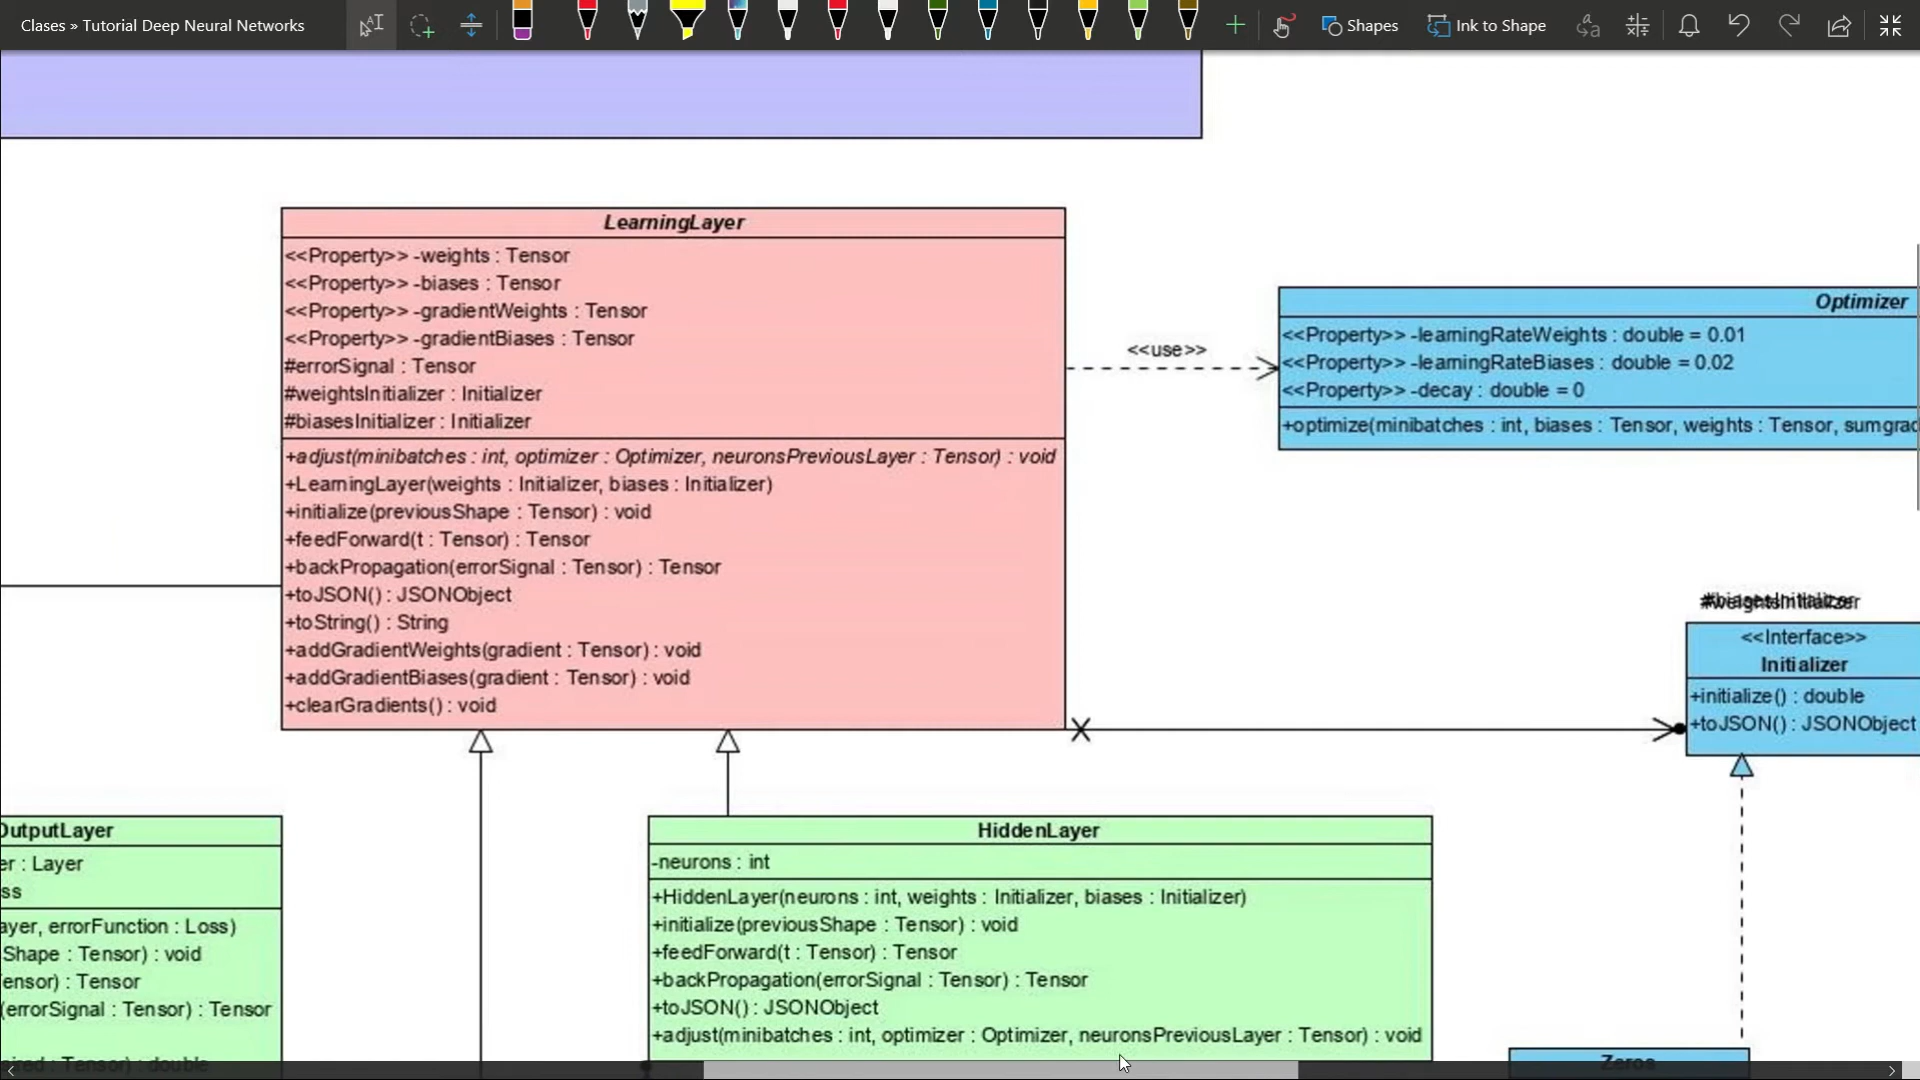 Clases » Tutorial Deep Neural Networks
Shapes
Ink to Shape
LearningLayer
<<Property>> -weights : Tensor
<<Property>> -biases : Tensor
<<Property>> -gradientWeights : Tensor
<<Property>> -gradientBiases : Tensor
#errorSignal : Tensor
#weightsInitializer : Initializer
#biasesInitializer : Initializer
+adjust(minibatches : int, optimizer : Optimizer, neuronsPreviousLayer : Tensor) : void
+LearningLayer(weights : Initializer, biases : Initializer)
+initialize(previousShape : Tensor) : void
+feedForward(t : Tensor) : Tensor
+backPropagation(errorSignal : Tensor) : Tensor
+toJSON() : JSONObject
+toString() : String
+addGradientWeights(gradient : Tensor) : void
+addGradientBiases(gradient : Tensor) : void
+clearGradients() : void
<<use>>
Optimizer
<<Property>> -learningRateWeights : double = 0.01
<<Property>> -learningRateBiases : double = 0.02
<<Property>> -decay : double = 0
+optimize(minibatches : int, biases : Tensor, weights : Tensor, sumgrad
#biasesInitializer
#weightsInitializer
<<Interface>>
Initializer
+initialize() : double
+toJSON() : JSONObject
OutputLayer
er : Layer
ss
ayer, errorFunction : Loss)
Shape : Tensor) : void
ensor) : Tensor
(errorSignal : Tensor) : Tensor
ired : Tensor) : double
HiddenLayer
-neurons : int
+HiddenLayer(neurons : int, weights : Initializer, biases : Initializer)
+initialize(previousShape : Tensor) : void
+feedForward(t : Tensor) : Tensor
+backPropagation(errorSignal : Tensor) : Tensor
+toJSON() : JSONObject
+adjust(minibatches : int, optimizer : Optimizer, neuronsPreviousLayer : Tensor) : void
Zeros